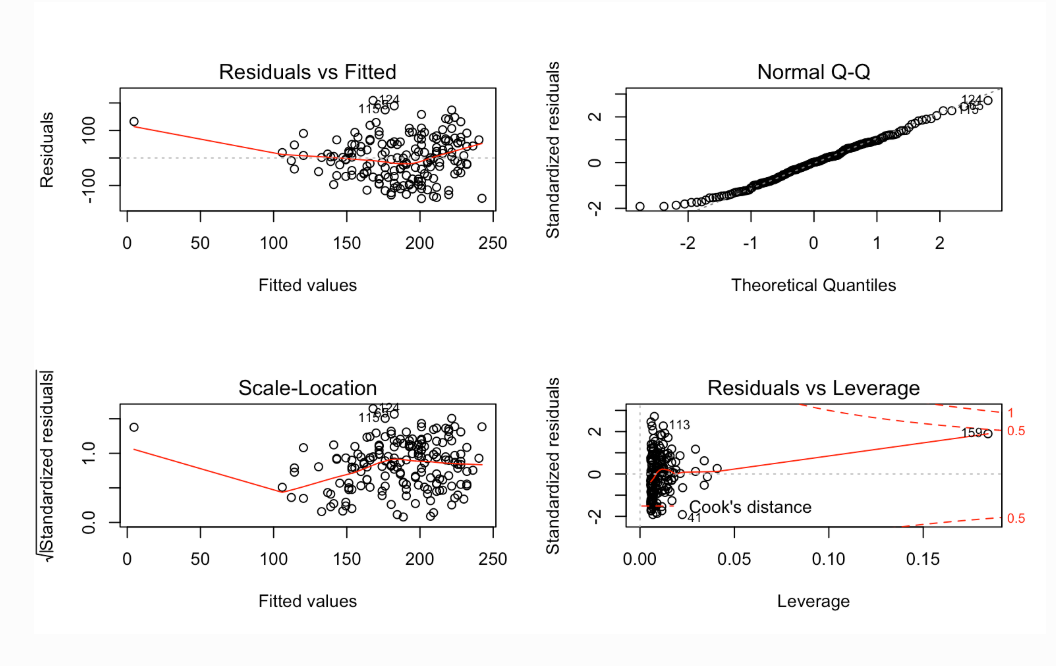 Residuals vs Fitted
Residuals
-100 100
124
115
0 50 100 150 200 250
Fitted values
Normal Q-Q
Standardized residuals
-2 0 2
124
115
-2 -1 0 1 2
Theoretical Quantiles
Scale-Location
√|Standardized residuals|
0.0 1.0
124
115
0 50 100 150 200 250
Fitted values
Residuals vs Leverage
Standardized residuals
-2 0 2
113
159
41
Cook's distance
1
0.5
0.5
0.00 0.05 0.10 0.15
Leverage